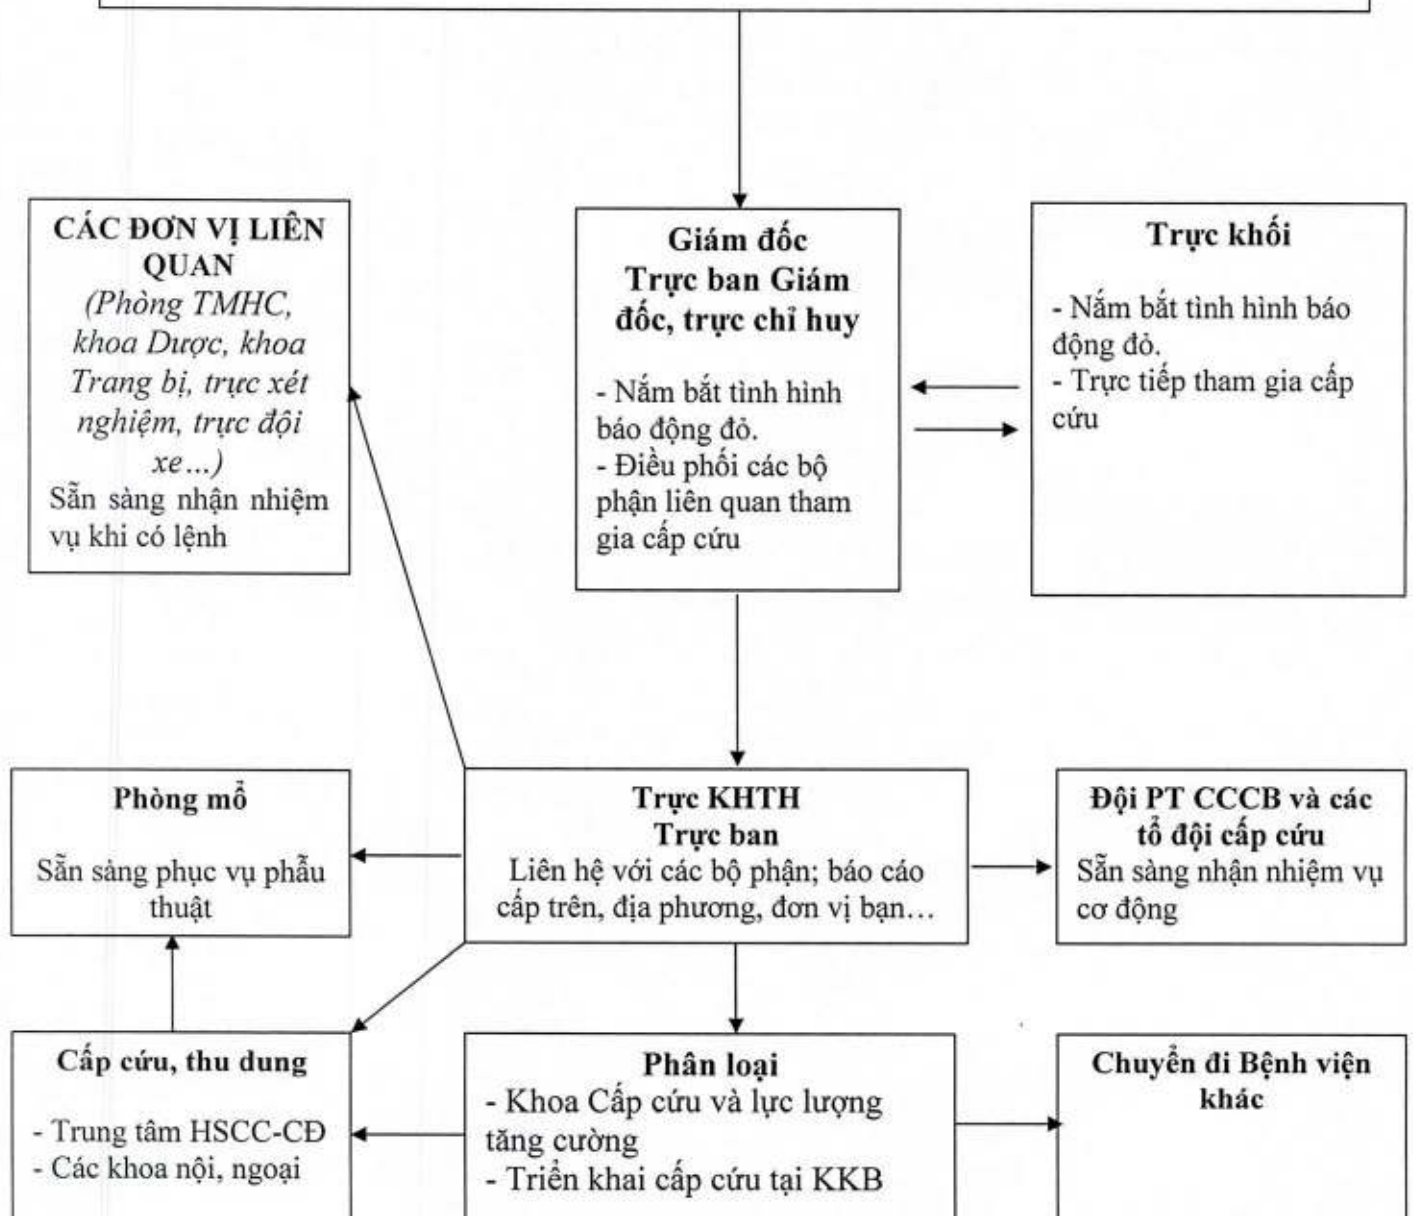 CÁC ĐƠN VỊ LIÊN
QUAN
(Phòng TMHC,
khoa Dược, khoa
Trang bị, trực xét
nghiệm, trực đội
xe...)
Sẵn sàng nhận nhiệm
vụ khi có lệnh
Giám đốc
Trực ban Giám
đốc, trực chỉ huy
- Nắm bắt tình hình
báo động đỏ.
- Điều phối các bộ
phận liên quan tham
gia cấp cứu
Trực khối
- Nắm bắt tình hình báo
động đỏ.
- Trực tiếp tham gia cấp
cứu
Phòng mổ
Sẵn sàng phục vụ phẫu
thuật
Trực KHTH
Trực ban
Liên hệ với các bộ phận; báo cáo
cấp trên, địa phương, đơn vị bạn...
Đội PT CCCB và các
tổ đội cấp cứu
Sẵn sàng nhận nhiệm vụ
cơ động
Cấp cứu, thu dung
- Trung tâm HSCC-CĐ
- Các khoa nội, ngoại
Phân loại
- Khoa Cấp cứu và lực lượng
tăng cường
- Triển khai cấp cứu tại KKB
Chuyển đi Bệnh viện
khác